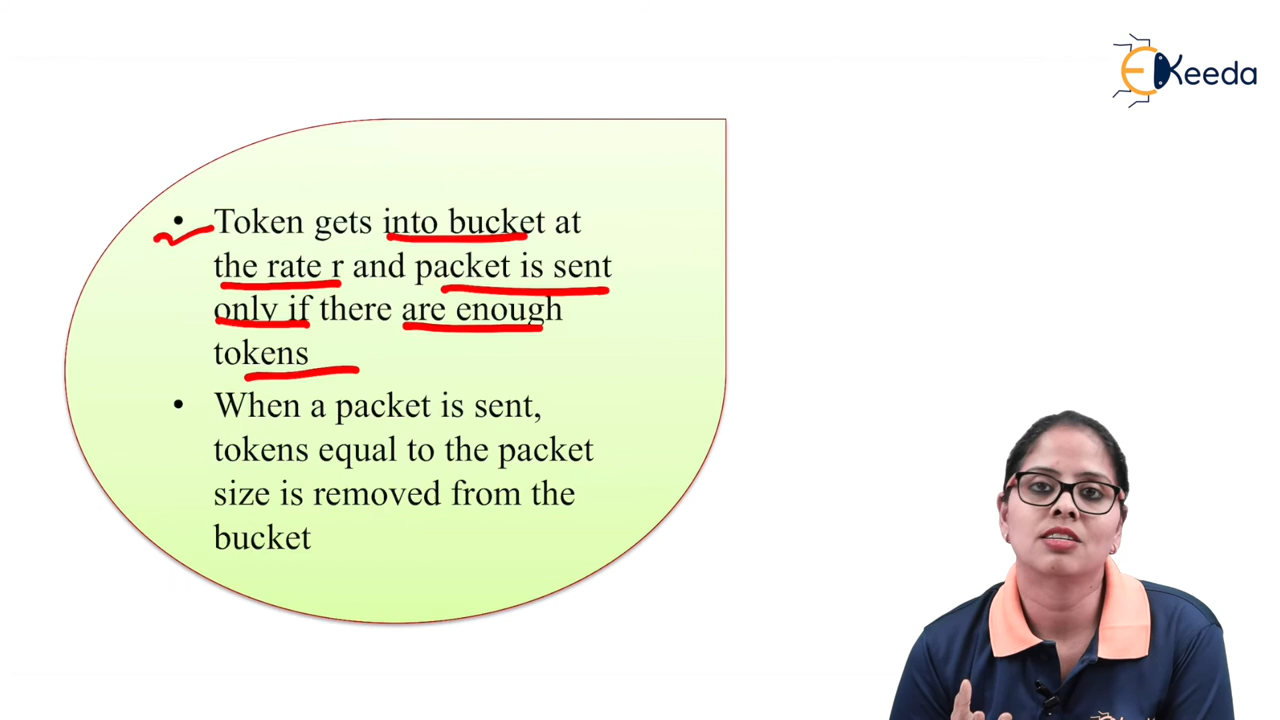 EKeeda
• Token gets into bucket at
the rate r and packet is sent
only if there are enough
tokens
• When a packet is sent,
tokens equal to the packet
size is removed from the
bucket